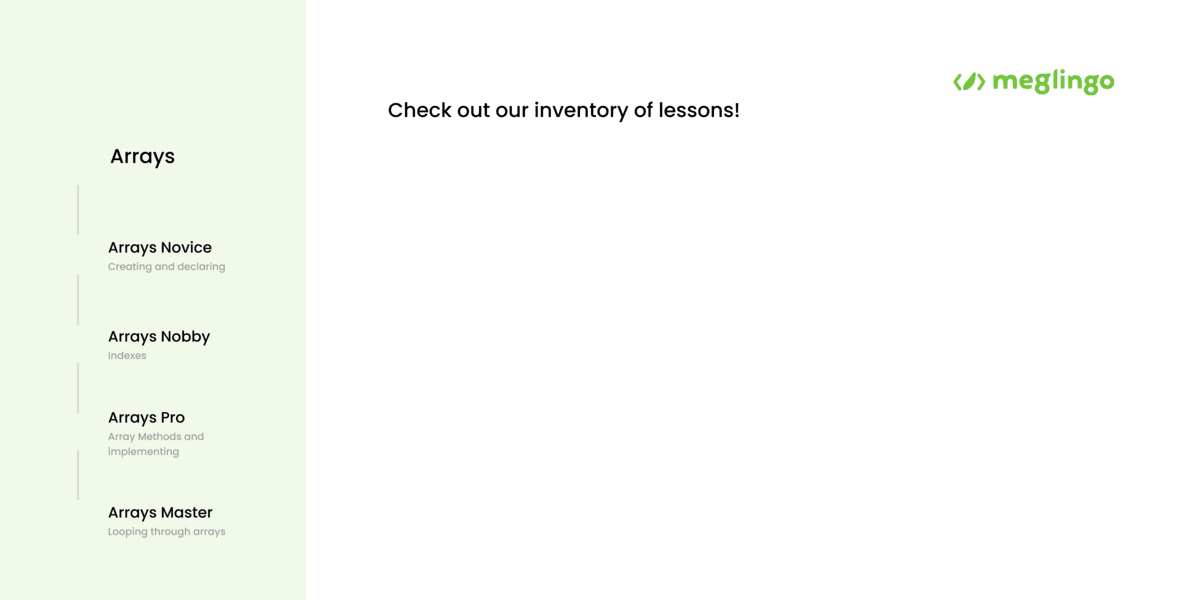 meglingo
Check out our inventory of lessons!
Arrays
Arrays Novice
Creating and declaring
Arrays Nobby
Indexes
Arrays Pro
Array Methods and
implementing
Arrays Master
Looping through arrays